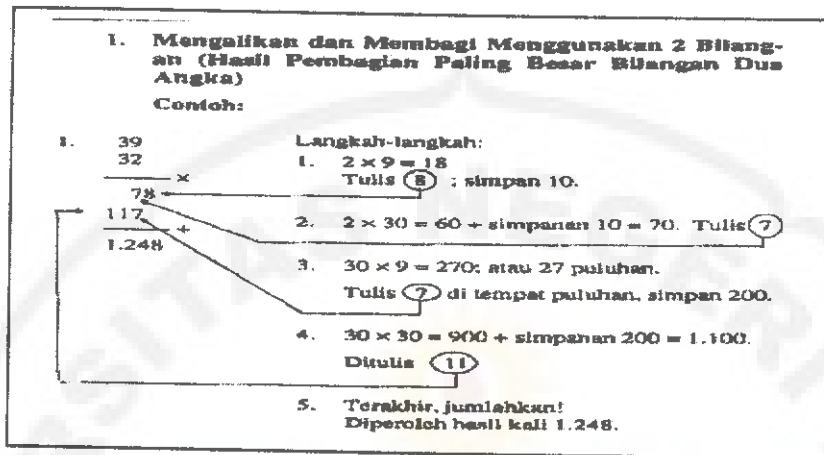 1. Mengalikan dan Membagi Menggunakan 2 Bilang-
an (Hasil Pembagian Paling Besar Bilangan Dua
Angka)
Contoh:
1. 39
32
×
78
117
+
1.248
Langkah-langkah:
1. 2 × 9 = 18
Tulis 8 ; simpan 10.
2. 2 × 30 = 60 + simpanan 10 = 70. Tulis 7
3. 30 × 9 = 270; atau 27 puluhan.
Tulis 7 di tempat puluhan, simpan 200.
4. 30 × 30 = 900 + simpanan 200 = 1.100.
Ditulis 11
5. Terakhir, jumlahkan!
Diperoleh hasil kali 1.248.